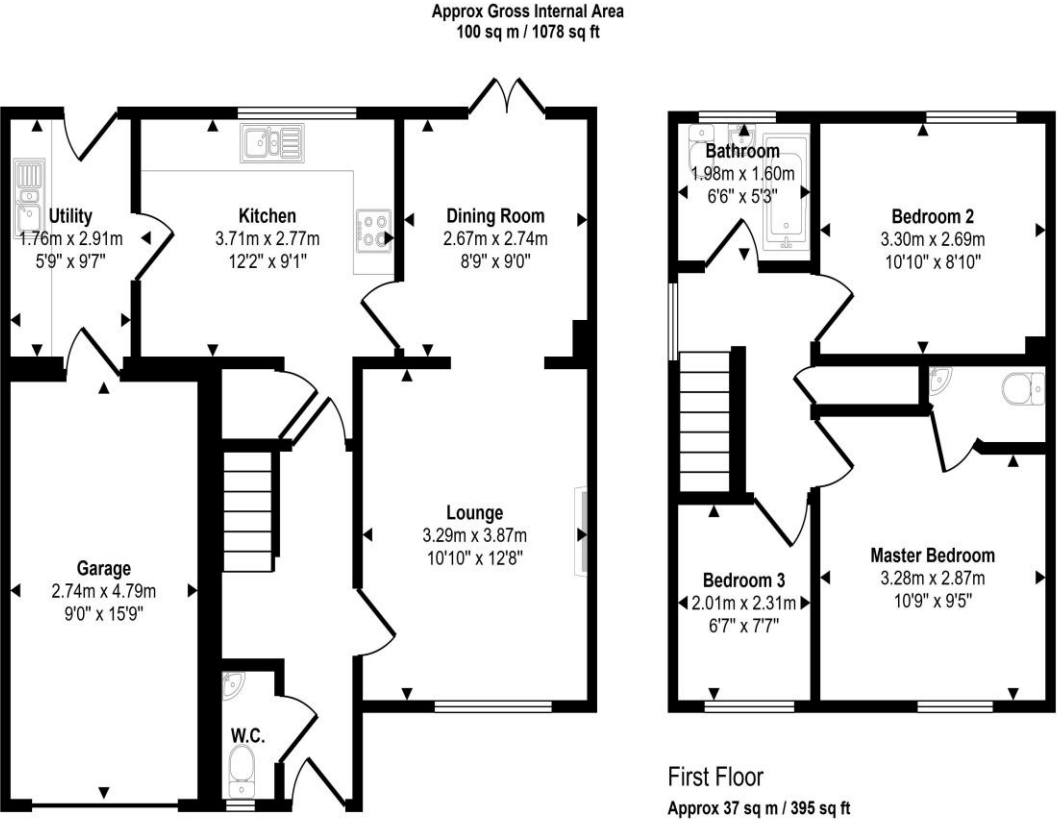 Approx Gross Internal Area
100 sq m / 1078 sq ft
Utility
1.76m x 2.91m
5'9" x 9'7"
Kitchen
3.71m x 2.77m
12'2" x 9'1"
Dining Room
2.67m x 2.74m
8'9" x 9'0"
Garage
2.74m x 4.79m
9'0" x 15'9"
Lounge
3.29m x 3.87m
10'10" x 12'8"
W.C.
Bathroom
1.98m x 1.60m
6'6" x 5'3"
Bedroom 2
3.30m x 2.69m
10'10" x 8'10"
Bedroom 3
2.01m x 2.31m
6'7" x 7'7"
Master Bedroom
3.28m x 2.87m
10'9" x 9'5"
First Floor
Approx 37 sq m / 395 sq ft